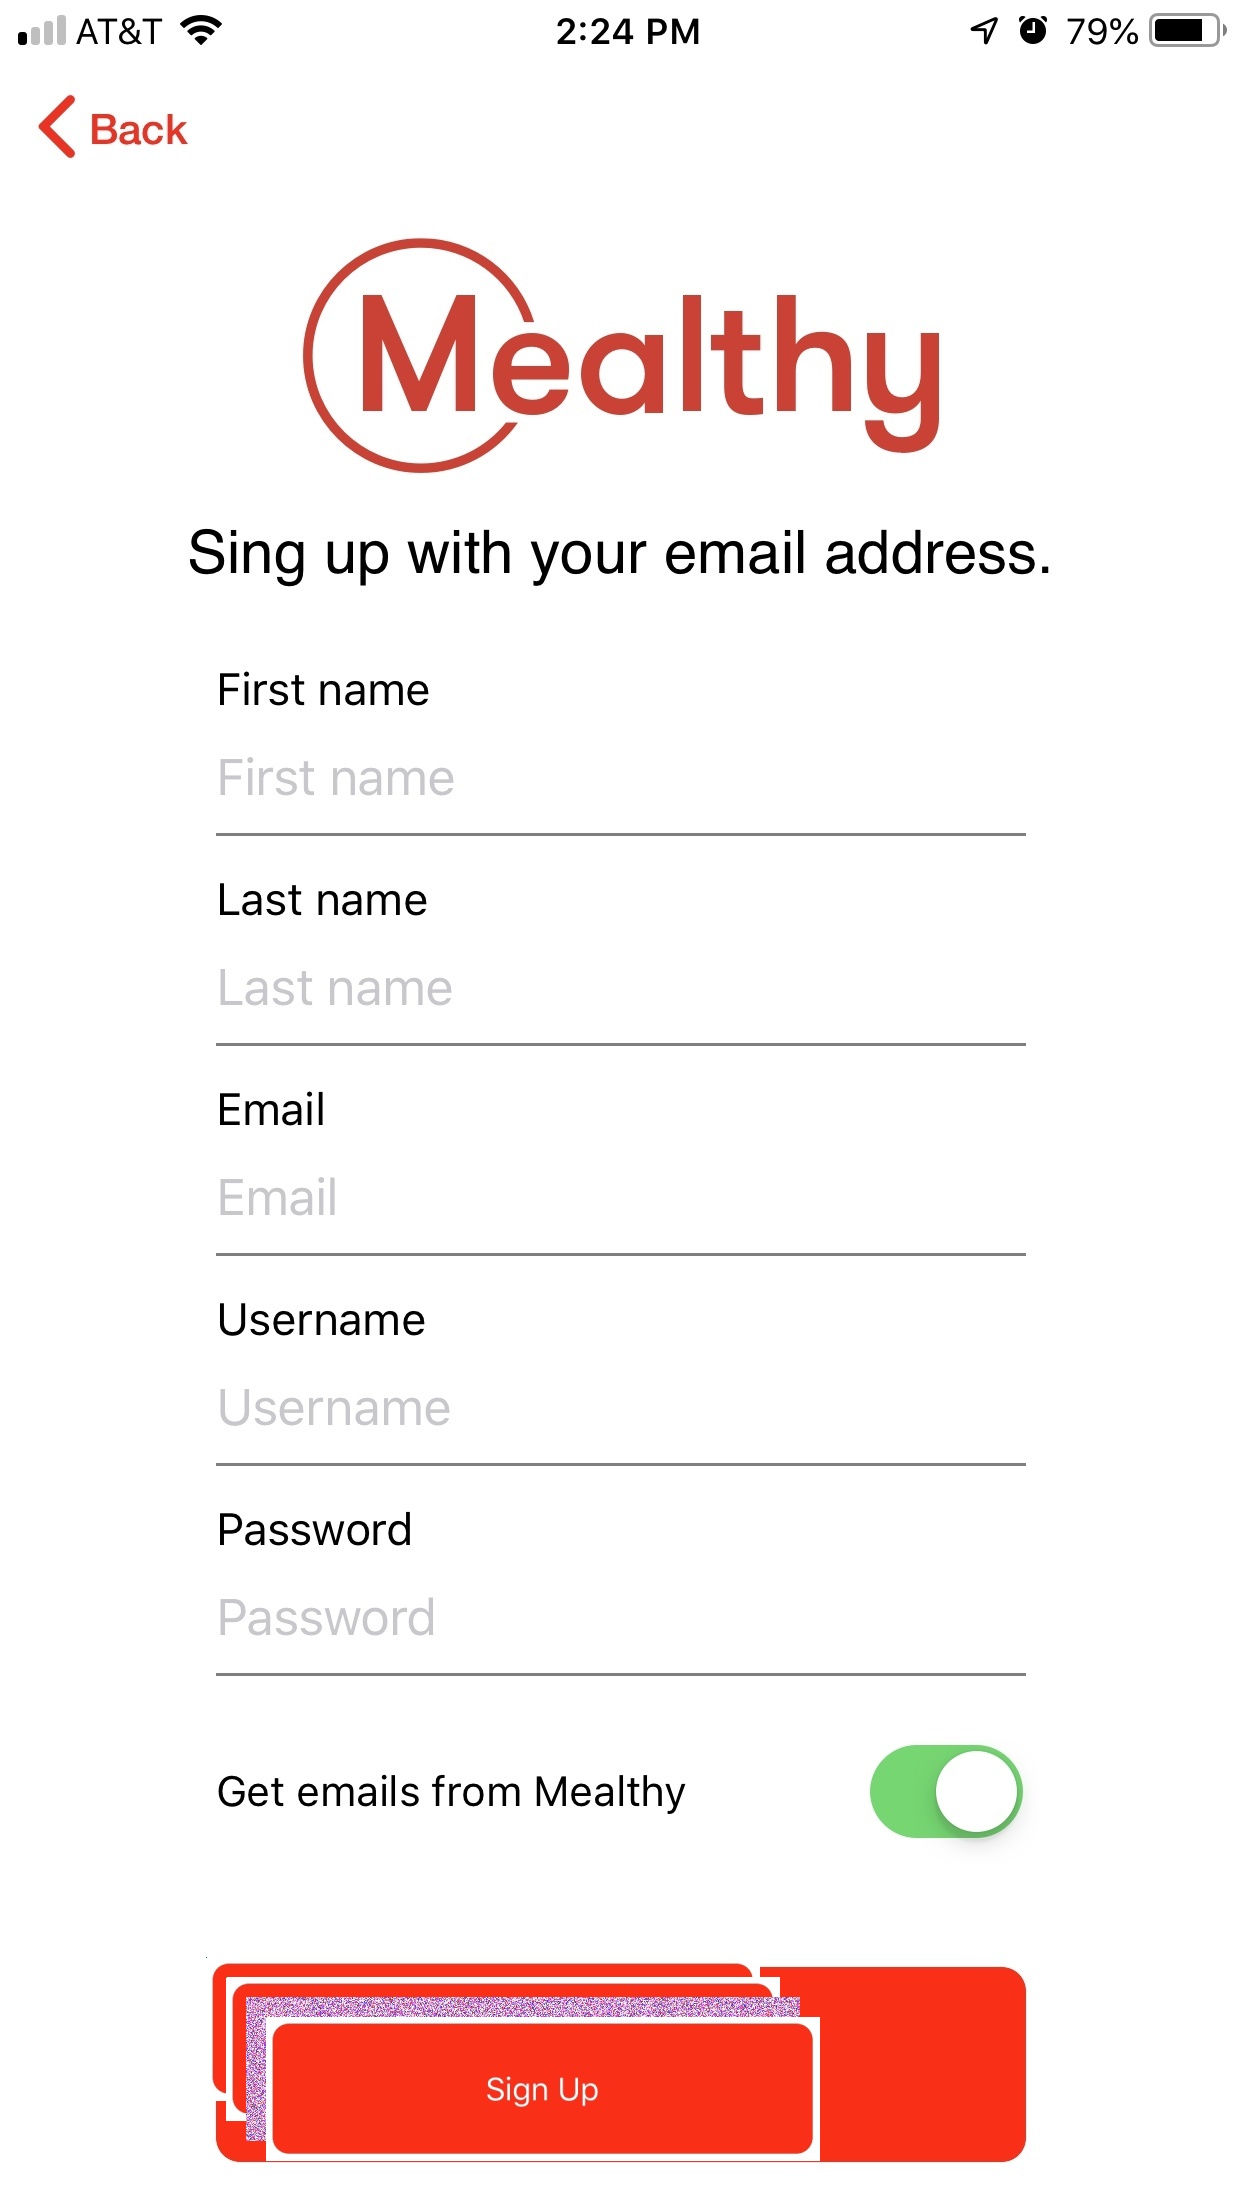 AT&T 2:24 PM 79%
Back
Mealthy
Sing up with your email address.
First name
First name
Last name
Last name
Email
Email
Username
Username
Password
Password
Get emails from Mealthy
Sign Up